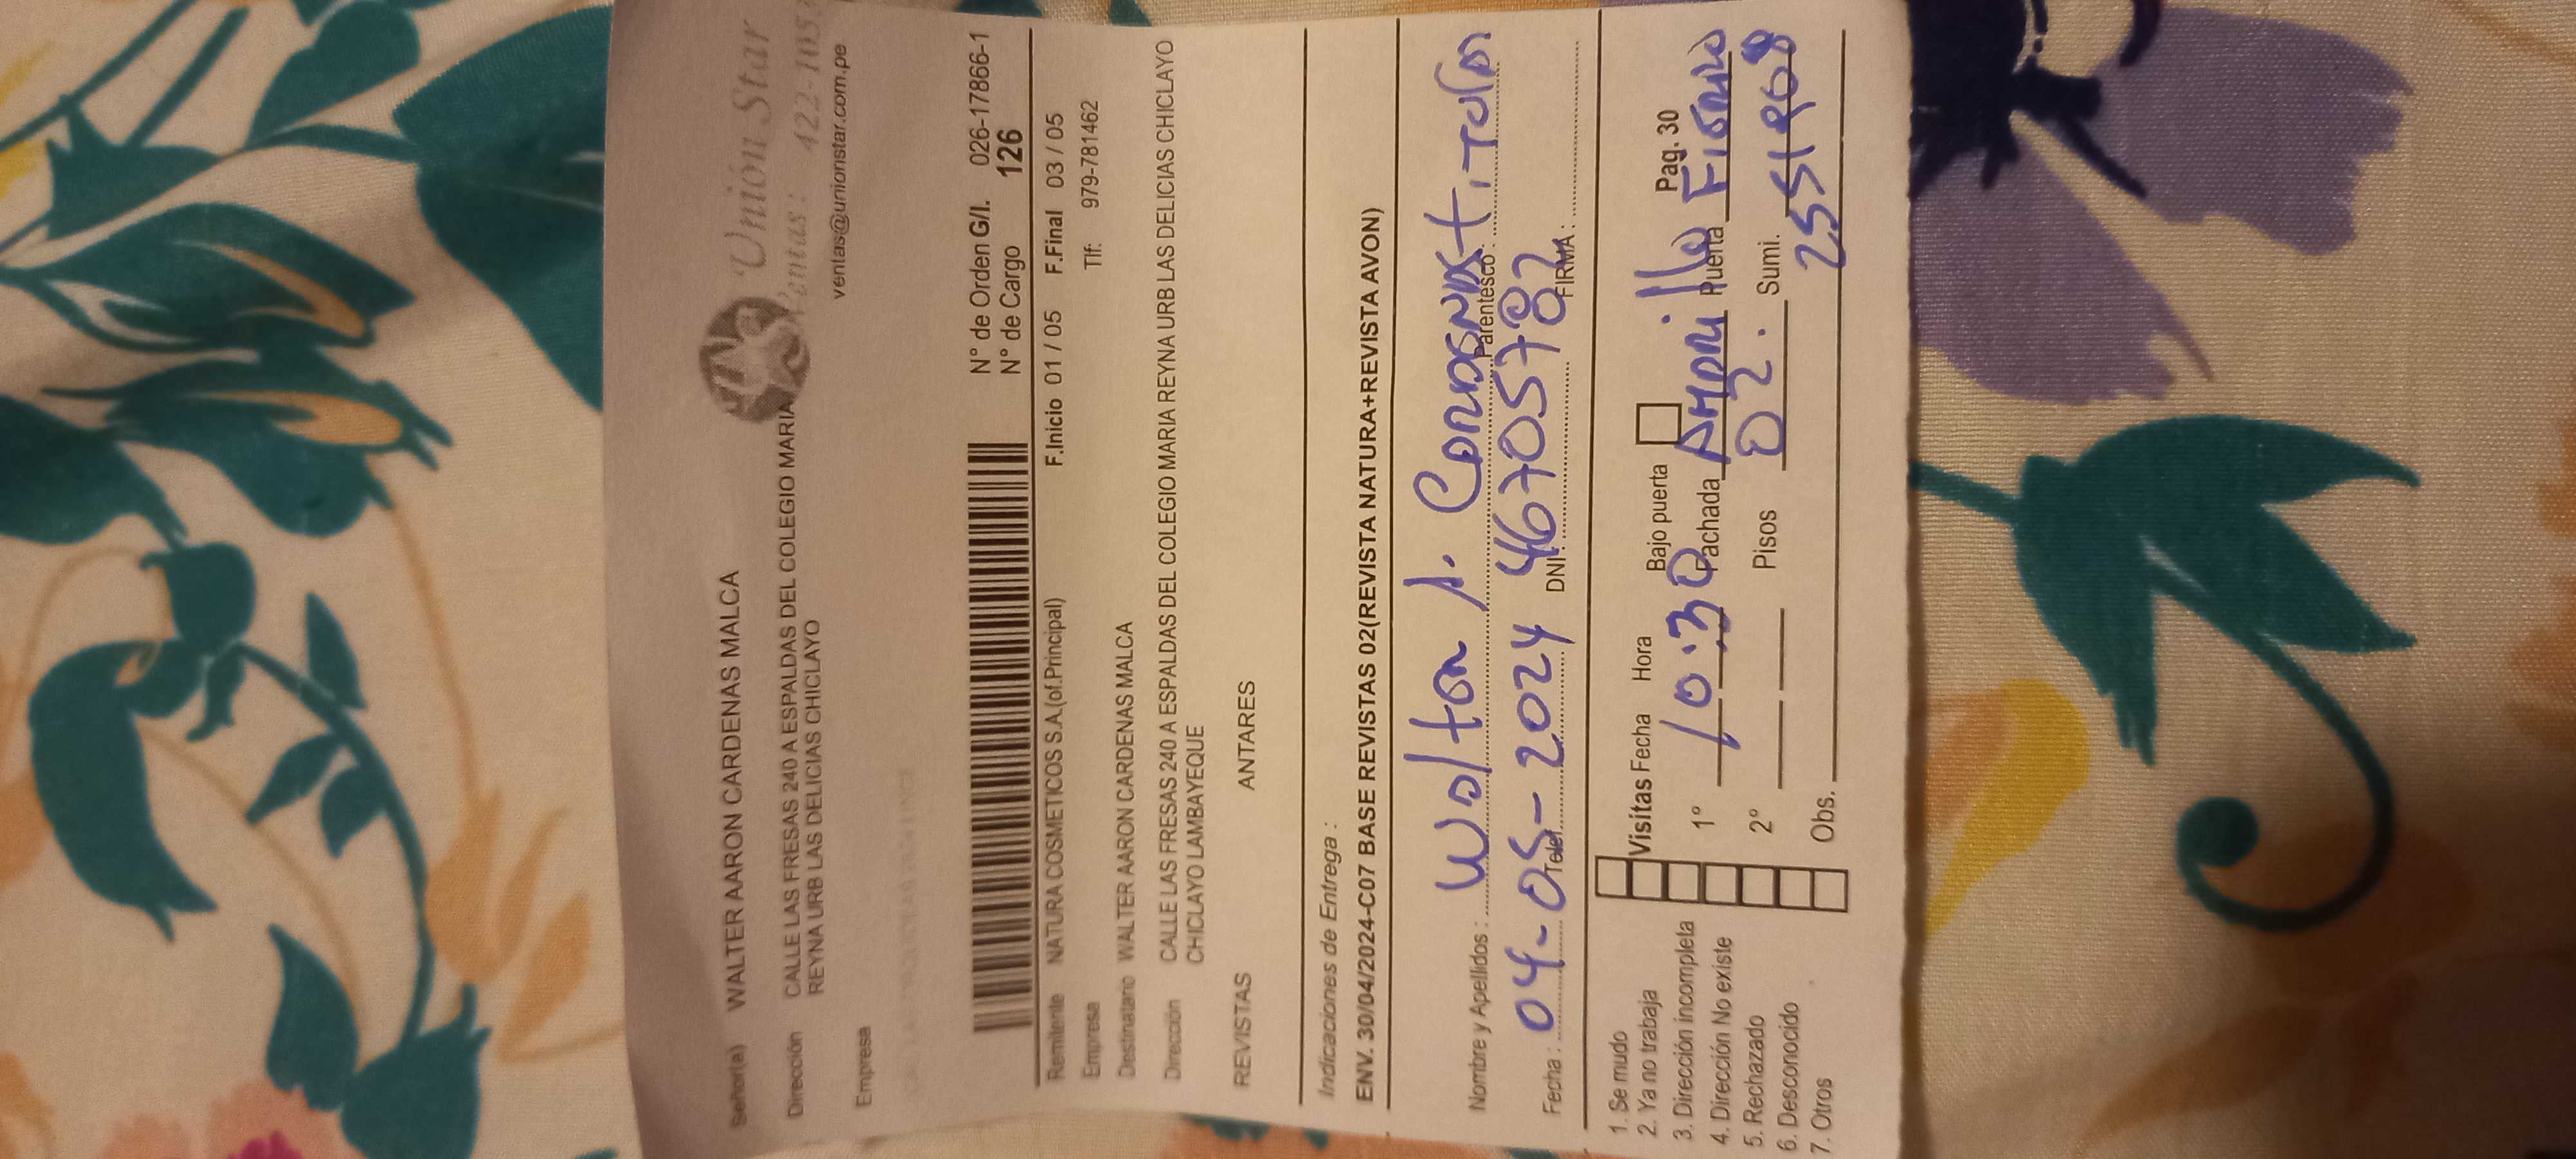 Señor(a) WALTER AARON CARDENAS MALCA
Unión Star
Ventas : 422-105
ventas@unionstar.com.pe
Dirección CALLE LAS FRESAS 240 A ESPALDAS DEL COLEGIO MARIA
REYNA URB LAS DELICIAS CHICLAYO
Empresa
N° de Orden G/I. 026-17866-1
N° de Cargo 126
F.Inicio 01 / 05 F.Final 03 / 05
Remitente NATURA COSMETICOS S.A.(of.Principal)
Empresa Tlf: 979-781462
Destinatario WALTER AARON CARDENAS MALCA
Dirección CALLE LAS FRESAS 240 A ESPALDAS DEL COLEGIO MARIA REYNA URB LAS DELICIAS CHICLAYO
CHICLAYO LAMBAYEQUE
REVISTAS ANTARES
Indicaciones de Entrega :
ENV. 30/04/2024-C07 BASE REVISTAS 02(REVISTA NATURA+REVISTA AVON)
Nombre y Apellidos : Walter A. Cardenas titular Parentesco :
Fecha : 04-05-2024 Telef. DNI: 46705782 FIRMA :
1. Se mudo
2. Ya no trabaja
3. Dirección incompleta
4. Dirección No existe
5. Rechazado
6. Desconocido
7. Otros
Visitas Fecha Hora Bajo puerta Pag. 30
1° 10:30 Fachada Amarillo Puerta Fierro
2° Pisos 02. Sumi.
Obs.